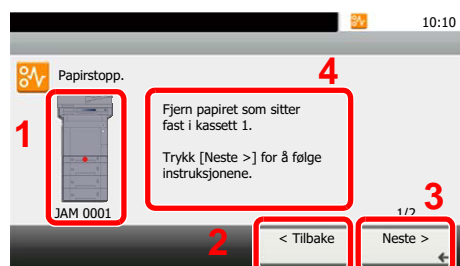 10:10
Papirstopp.
4
1
Fjern papiret som sitter
fast i kassett 1.
Trykk [Neste >] for å følge
instruksjonene.
JAM 0001
1/2
3
2
< Tilbake
Neste >